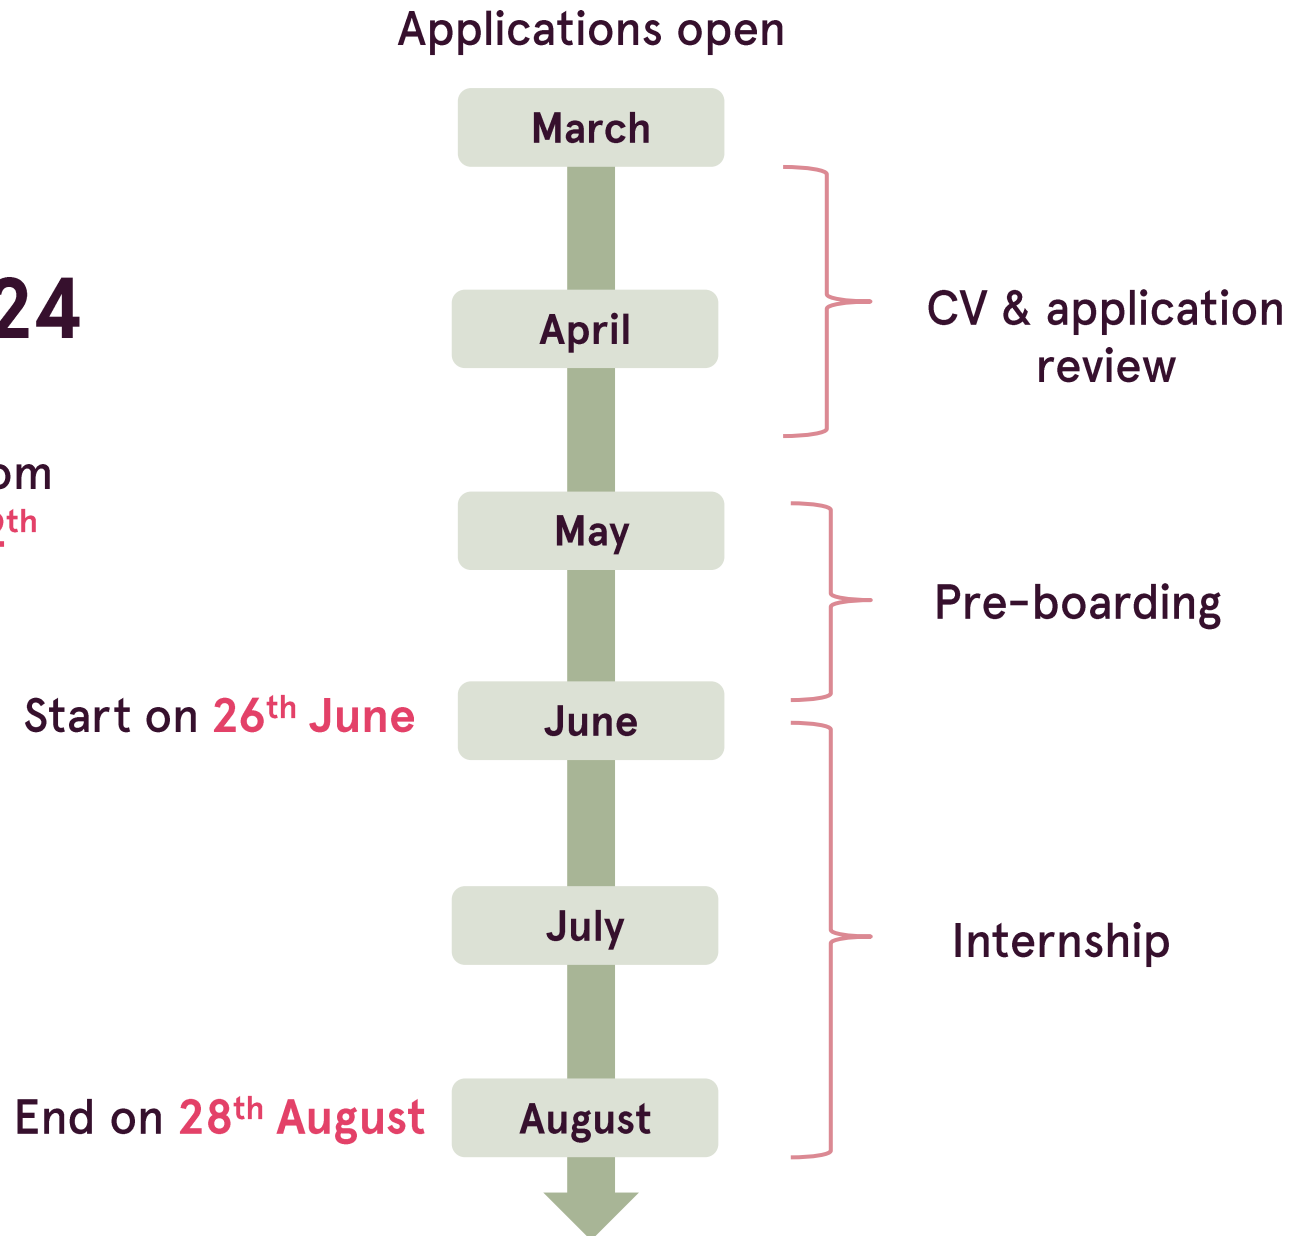 Applications open
March
24
April
CV & application
review
om
th
May
Pre-boarding
Start on 26th June
June
July
Internship
End on 28th August
August